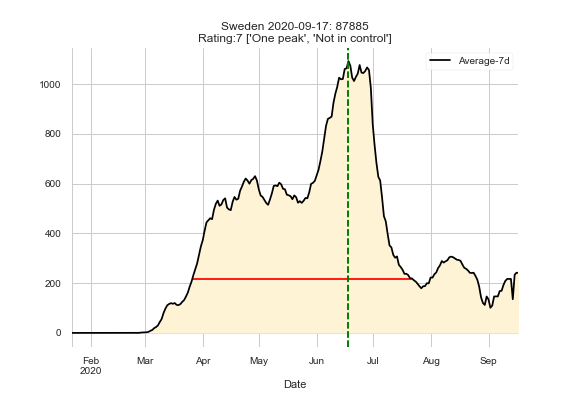 Sweden 2020-09-17: 87885
Rating:7 ['One peak', 'Not in control']
Average-7d
1000
800
600
400
200
0
Feb Mar Apr May Jun Jul Aug Sep
2020
Date